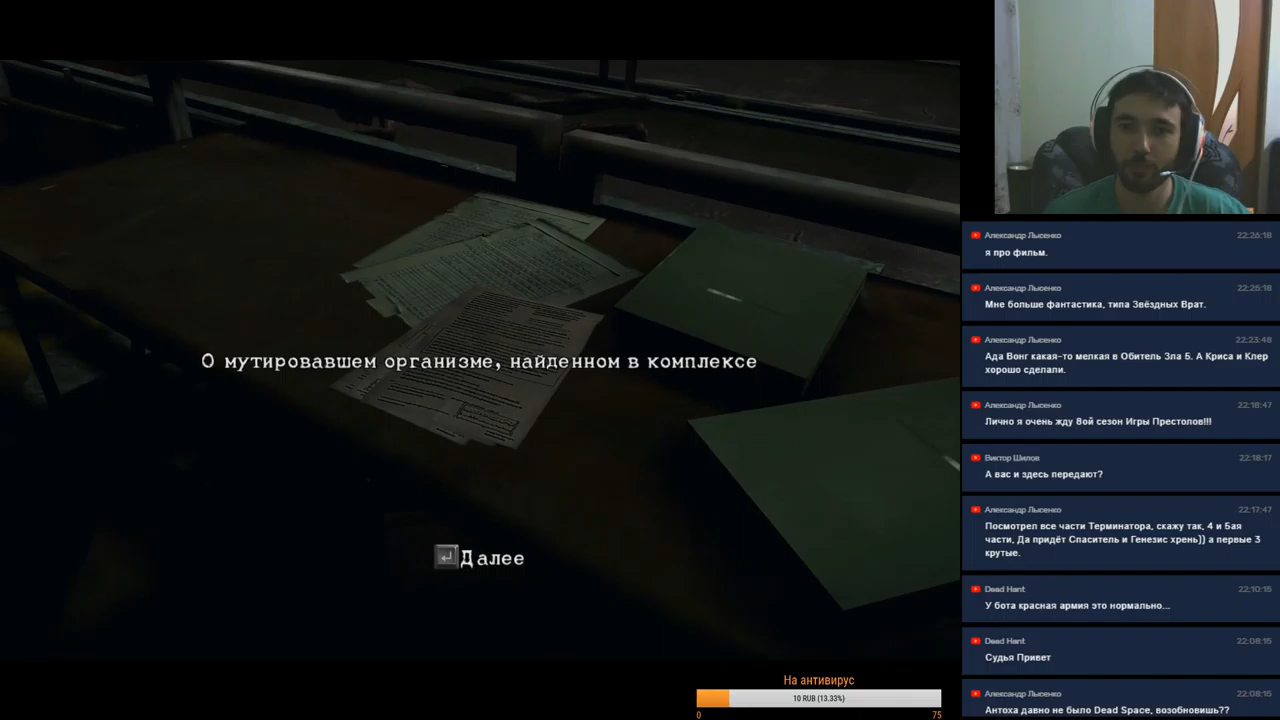 О мутировавшем организме, найденном в комплексе
Далее
Александр Лысенко 22:26:18
я про фильм.
Александр Лысенко 22:25:18
Мне больше фантастика, типа Звёздных Врат.
Александр Лысенко 22:23:48
Ада Вонг какая-то мелкая в Обитель Зла 5. А Криса и Клер
хорошо сделали.
Александр Лысенко 22:18:47
Лично я очень жду 8ой сезон Игры Престолов!!!
Виктор Шилов 22:18:17
А вас и здесь передают?
Александр Лысенко 22:17:47
Посмотрел все части Терминатора, скажу так, 4 и 5ая
части, Да придёт Спаситель и Генезис хрень)) а первые 3
крутые.
Dead Hant 22:10:15
У бота красная армия это нормально...
Dead Hant 22:08:15
Судья Привет
Александр Лысенко 22:08:15
Антоха давно не было Dead Space, возобновишь??
На антивирус
10 RUB (13.33%)
0 75